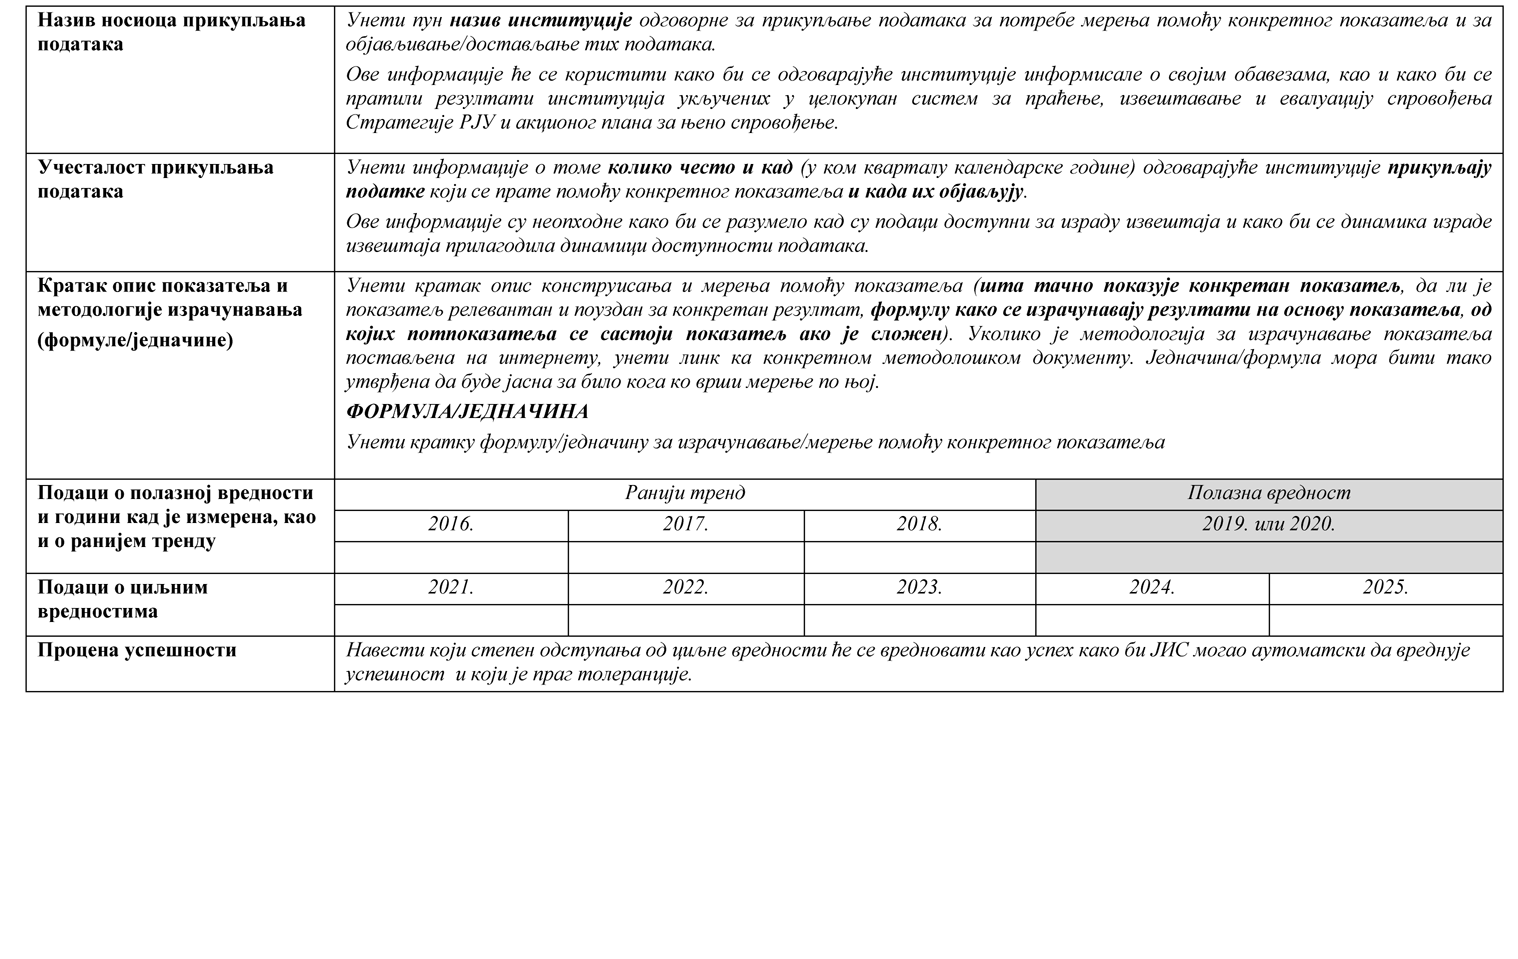 Назив носиоца прикупљања
података
Унети пун назив институције одговорне за прикупљање података за потребе мерења помоћу конкретног показатеља и за
објављивање/достављање тих података.
Ове информације ће се користити како би се одговарајуће институције информисале о својим обавезама, као и како би се
пратили резултати институција укључених у целокупан систем за праћење, извештавање и евалуацију спровођења
Стратегије РЈУ и акционог плана за њено спровођење.
Учесталост прикупљања
података
Унети информације о томе колико често и кад (у ком кварталу календарске године) одговарајуће институције прикупљају
податке који се прате помоћу конкретног показатеља и када их објављују.
Ове информације су неопходне како би се разумело кад су подаци доступни за израду извештаја и како би се динамика израде
извештаја прилагодила динамици доступности података.
Кратак опис показатеља и
методологије израчунавања
(формуле/једначине)
Унети кратак опис конструисања и мерења помоћу показатеља (шта тачно показује конкретан показатељ, да ли је
показатељ релевантан и поуздан за конкретан резултат, формулу како се израчунавају резултати на основу показатеља, од
којих потпоказатеља се састоји показатељ ако је сложен). Уколико је методологија за израчунавање показатеља
постављена на интернету, унети линк ка конкретном методолошком документу. Једначина/формула мора бити тако
утврђена да буде јасна за било кога ко врши мерење по њој.
ФОРМУЛА/ЈЕДНАЧИНА
Унети кратку формулу/једначину за израчунавање/мерење помоћу конкретног показатеља
Подаци о полазној вредности
и години кад је измерена, као
и о ранијем тренду
Ранији тренд
Полазна вредност
2016.
2017.
2018.
2019. или 2020.
Подаци о циљним
вредностима
2021.
2022.
2023.
2024.
2025.
Процена успешности
Навести који степен одступања од циљне вредности ће се вредновати као успех како би ЈИС могао аутоматски да вреднује
успешност и који је праг толеранције.